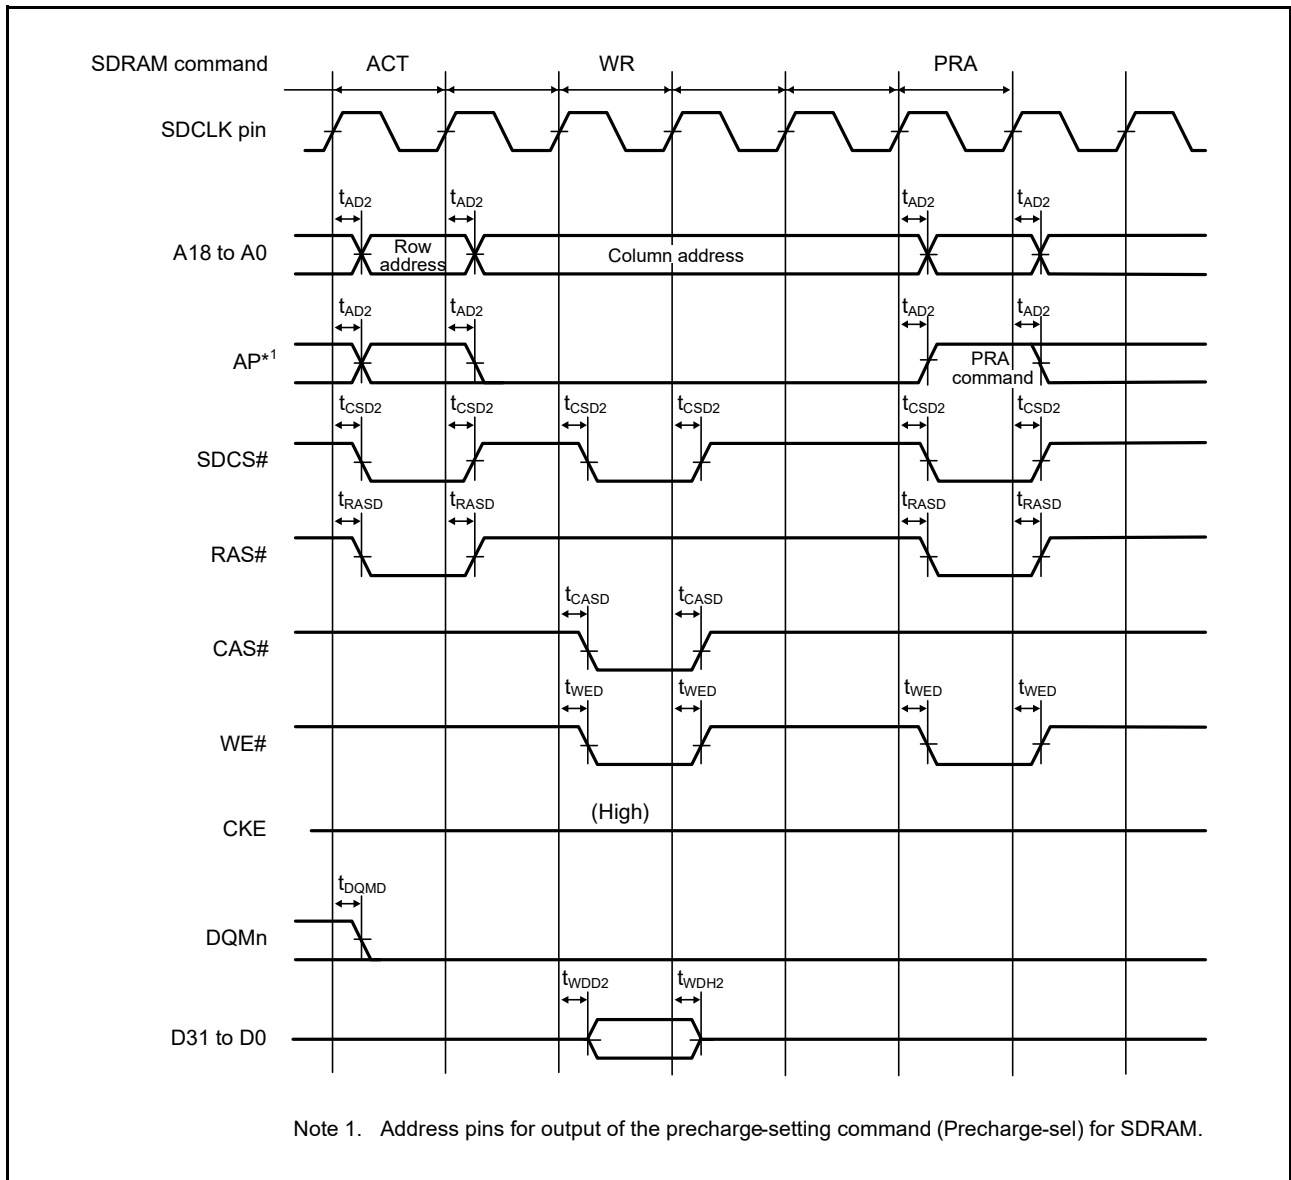 SDRAM command ACT WR PRA
SDCLK pin
tAD2 tAD2 tAD2 tAD2
A18 to A0 Row address Column address
tAD2 tAD2 tAD2 tAD2
AP*1 PRA command
tCSD2 tCSD2 tCSD2 tCSD2 tCSD2 tCSD2
SDCS#
tRASD tRASD tRASD tRASD
RAS#
tCASD tCASD
CAS#
tWED tWED tWED tWED
WE#
(High)
CKE
tDQMD
DQMn
tWDD2 tWDH2
D31 to D0
Note 1. Address pins for output of the precharge-setting command (Precharge-sel) for SDRAM.